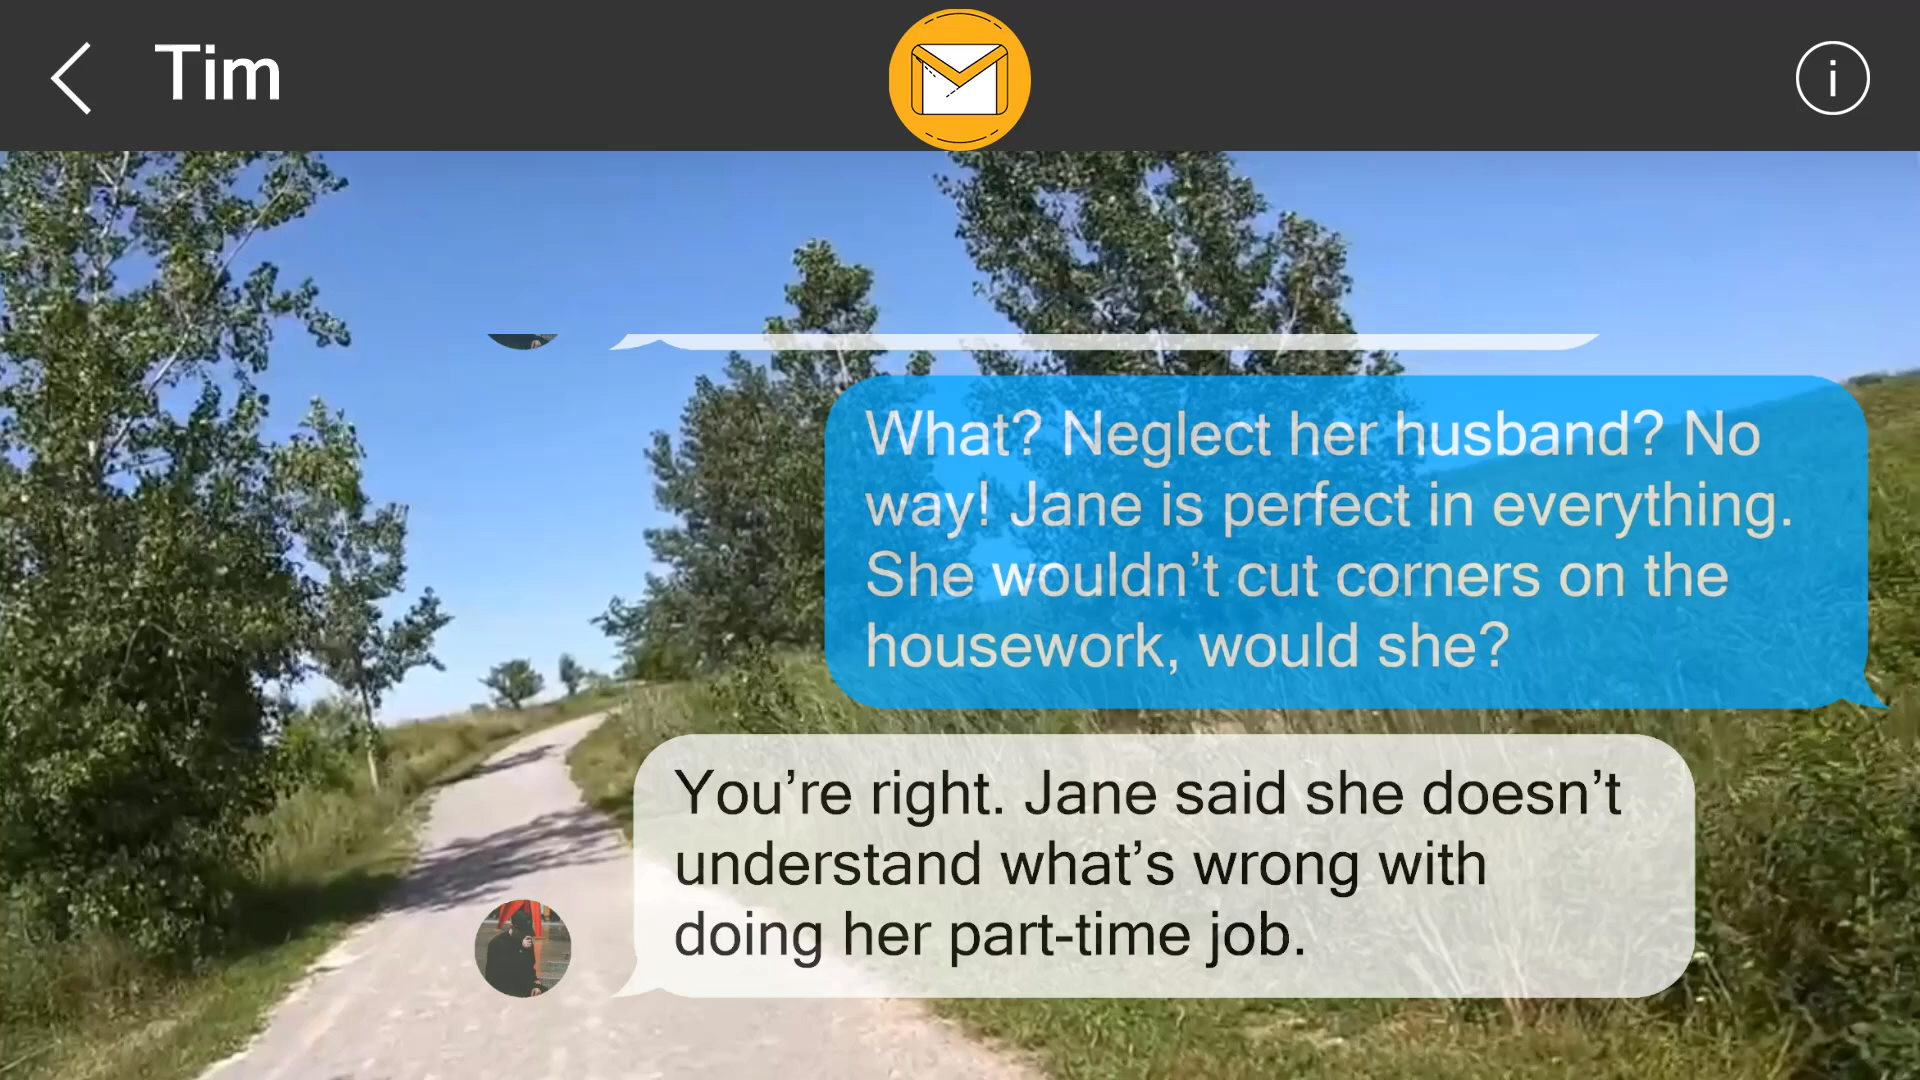 Tim
i
What? Neglect her husband? No
way! Jane is perfect in everything.
She wouldn’t cut corners on the
housework, would she?
You’re right. Jane said she doesn’t
understand what’s wrong with
doing her part-time job.